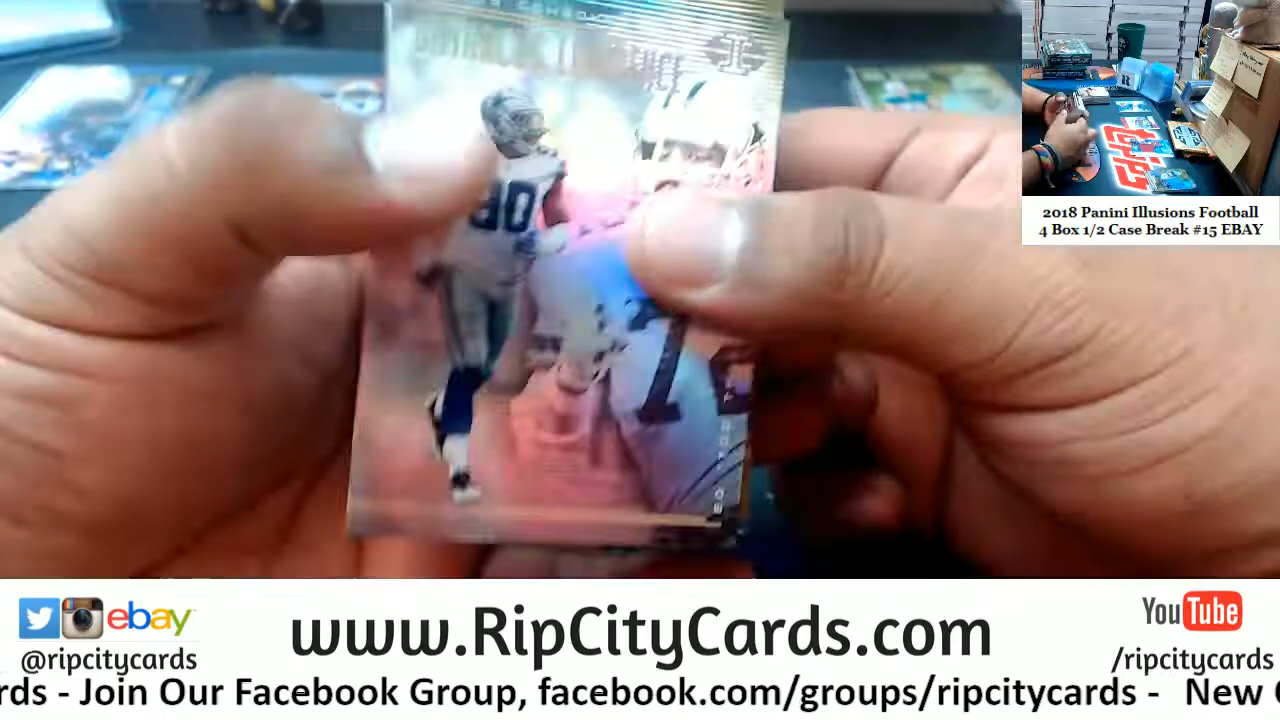 90
2018 Panini Illusions Football
4 Box 1/2 Case Break #15 EBAY
ebay
@ripcitycards
www.RipCityCards.com
YouTube
/ripcitycards
rds - Join Our Facebook Group, facebook.com/groups/ripcitycards - New